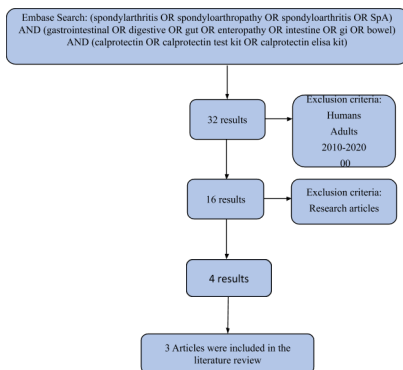 Embase Search: (spondylarthritis OR spondyloarthropathy OR spondyloarthritis OR SpA)
AND (gastrointestinal OR digestive OR gut OR enteropathy OR intestine OR gi OR bowel)
AND (calprotectin OR calprotectin test kit OR calprotectin elisa kit)
32 results
Exclusion criteria:
Humans
Adults
2010-2020
00
16 results
Exclusion criteria:
Research articles
4 results
3 Articles were included in the
literature review